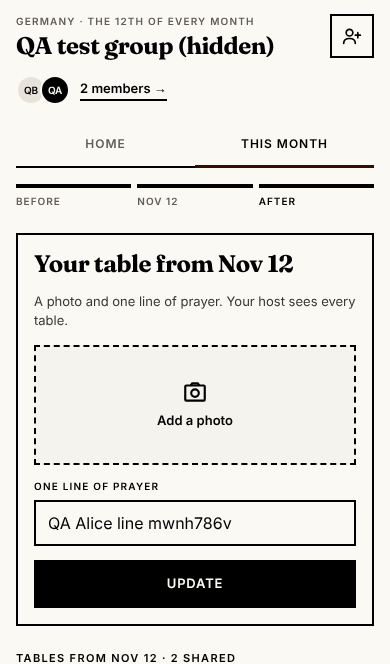 GERMANY · THE 12TH OF EVERY MONTH
QA test group (hidden)
QB QA 2 members →
HOME THIS MONTH
BEFORE NOV 12 AFTER
Your table from Nov 12
A photo and one line of prayer. Your host sees every
table.
Add a photo
ONE LINE OF PRAYER
QA Alice line mwnh786v
UPDATE
TABLES FROM NOV 12 · 2 SHARED